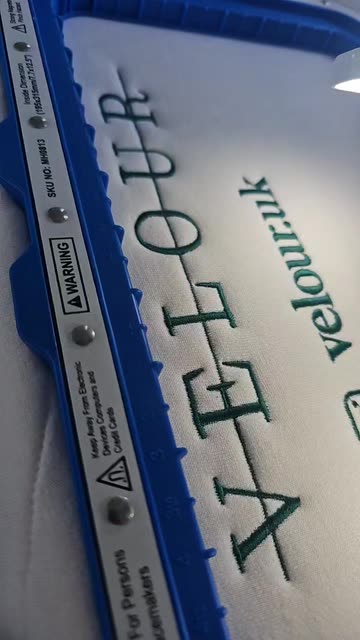 VELOUR
velour.uk
For Persons
Keep Away From Electronic
Devices Computers and
Credit Cards
WARNING
SKU NO: MH6813
Inside Dimension